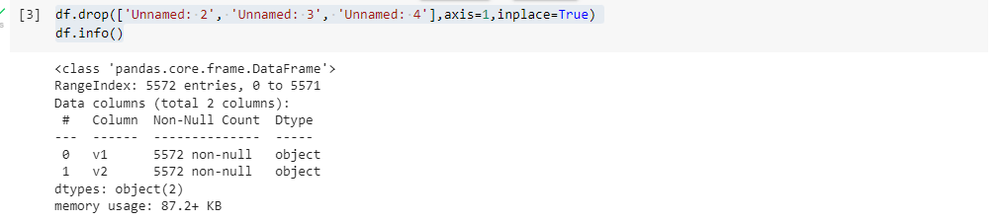 [3] df.drop(['Unnamed: 2', 'Unnamed: 3', 'Unnamed: 4'],axis=1,inplace=True)
df.info()
<class 'pandas.core.frame.DataFrame'>
RangeIndex: 5572 entries, 0 to 5571
Data columns (total 2 columns):
 #   Column  Non-Null Count  Dtype
---  ------  --------------  -----
 0   v1      5572 non-null   object
 1   v2      5572 non-null   object
dtypes: object(2)
memory usage: 87.2+ KB